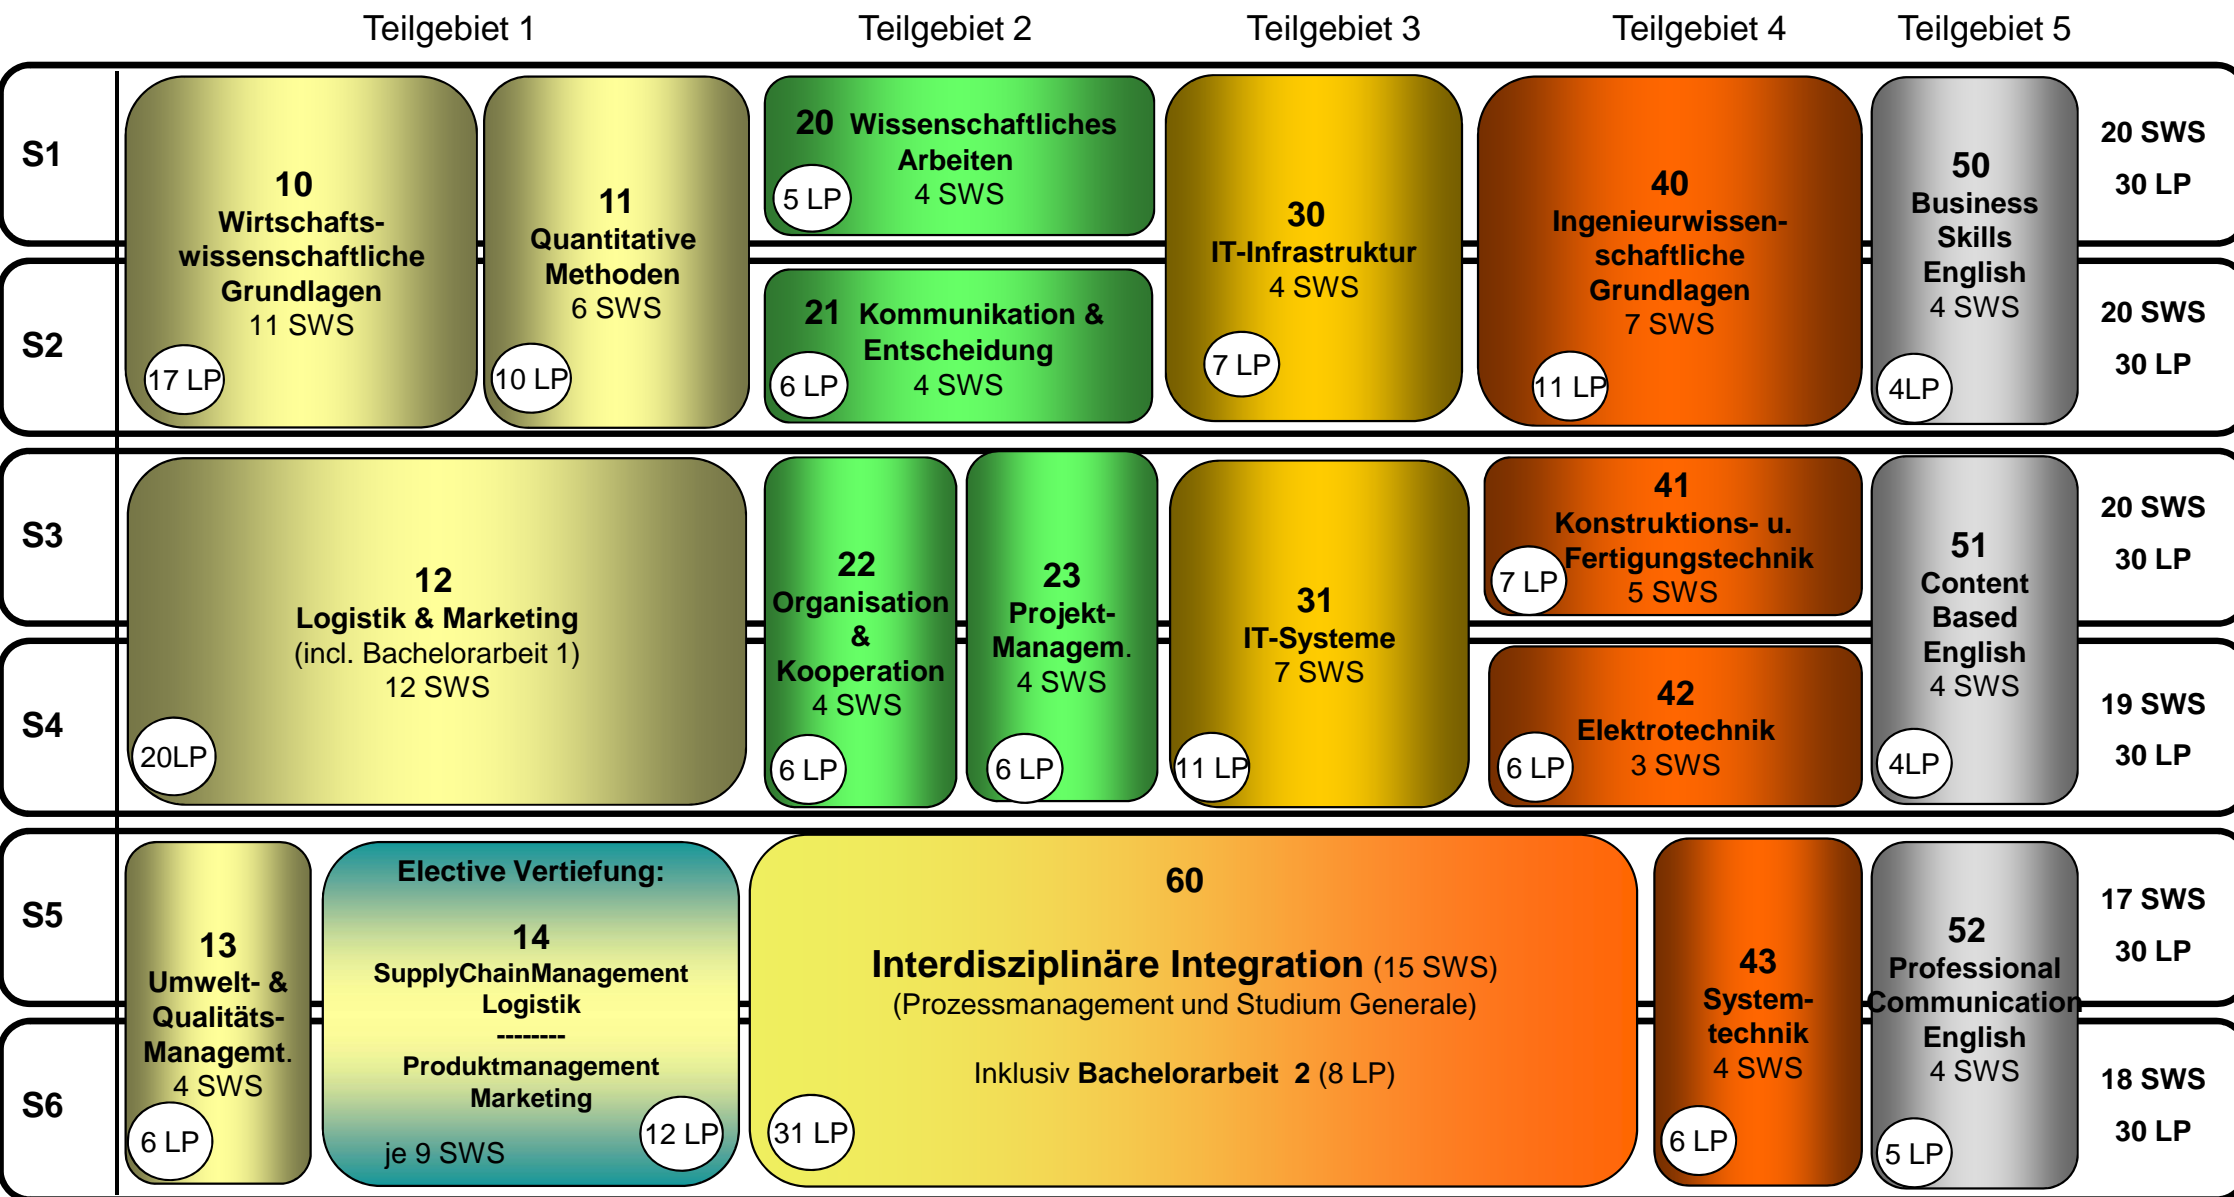 Teilgebiet 1
Teilgebiet 2
Teilgebiet 3
Teilgebiet 4
Teilgebiet 5
S1
S2
10
Wirtschafts-
wissenschaftliche
Grundlagen
11 SWS
17 LP
11
Quantitative
Methoden
6 SWS
10 LP
20 Wissenschaftliches
Arbeiten
4 SWS
5 LP
21 Kommunikation &
Entscheidung
4 SWS
6 LP
30
IT-Infrastruktur
4 SWS
7 LP
40
Ingenieurwissen-
schaftliche
Grundlagen
7 SWS
11 LP
50
Business
Skills
English
4 SWS
4LP
20 SWS
30 LP
20 SWS
30 LP
S3
S4
12
Logistik & Marketing
(incl. Bachelorarbeit 1)
12 SWS
20LP
22
Organisation
&
Kooperation
4 SWS
6 LP
23
Projekt-
Managem.
4 SWS
6 LP
31
IT-Systeme
7 SWS
11 LP
41
Konstruktions- u.
Fertigungstechnik
5 SWS
7 LP
42
Elektrotechnik
3 SWS
6 LP
51
Content
Based
English
4 SWS
4LP
20 SWS
30 LP
19 SWS
30 LP
S5
S6
13
Umwelt- &
Qualitäts-
Managemt.
4 SWS
6 LP
Elective Vertiefung:
14
SupplyChainManagement
Logistik
--------
Produktmanagement
Marketing
je 9 SWS
12 LP
60
Interdisziplinäre Integration (15 SWS)
(Prozessmanagement und Studium Generale)
Inklusiv Bachelorarbeit 2 (8 LP)
31 LP
43
System-
technik
4 SWS
6 LP
52
Professional
Communication
English
4 SWS
5 LP
17 SWS
30 LP
18 SWS
30 LP